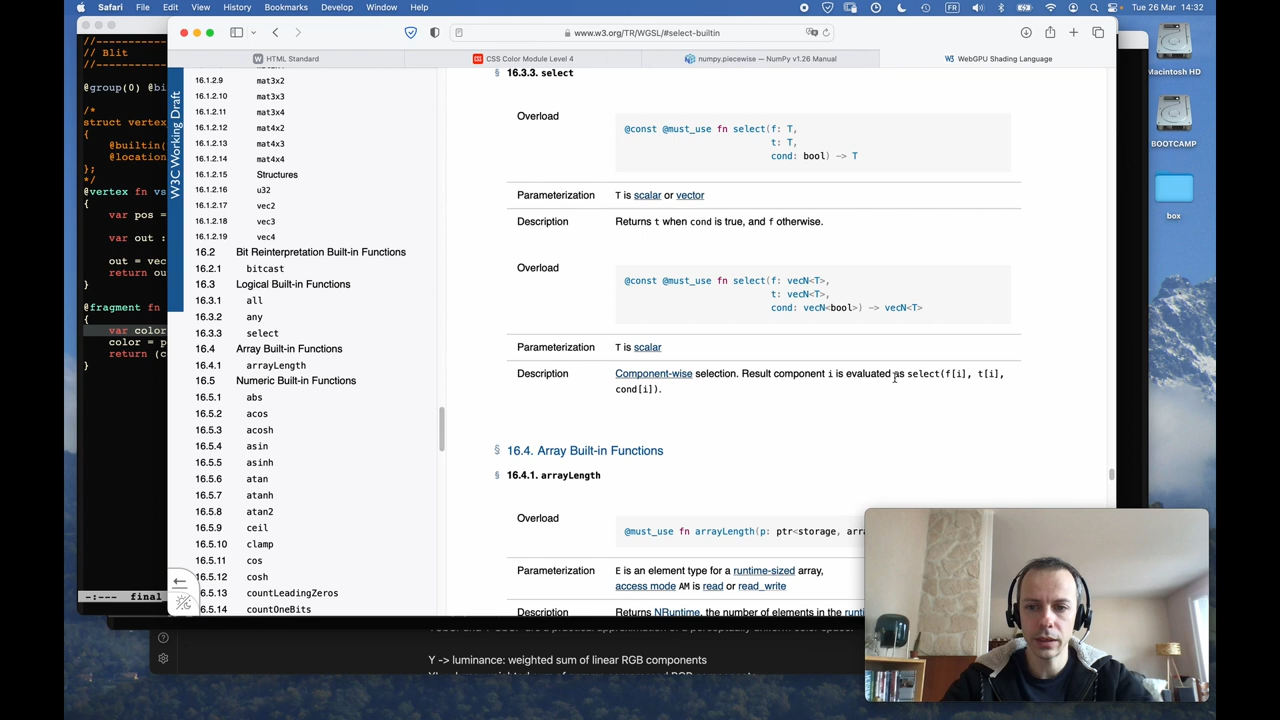 Safari File Edit View History Bookmarks Develop Window Help
FR Tue 26 Mar 14:32
www.w3.org/TR/WGSL/#select-builtin
HTML Standard
CSS Color Module Level 4
numpy.piecewise — NumPy v1.26 Manual
WebGPU Shading Language
//----------
// Blit
//----------
@group(0) @bi
/*
struct vertex
{
@builtin(
@location
};
*/
@vertex fn vs
{
var pos =
var out :
out = vec
return ou
}
@fragment fn
{
var color
color = p
return (c
}
-:--- final
W3C Working Draft
16.1.2.9 mat3x2
16.1.2.10 mat3x3
16.1.2.11 mat3x4
16.1.2.12 mat4x2
16.1.2.13 mat4x3
16.1.2.14 mat4x4
16.1.2.15 Structures
16.1.2.16 u32
16.1.2.17 vec2
16.1.2.18 vec3
16.1.2.19 vec4
16.2 Bit Reinterpretation Built-in Functions
16.2.1 bitcast
16.3 Logical Built-in Functions
16.3.1 all
16.3.2 any
16.3.3 select
16.4 Array Built-in Functions
16.4.1 arrayLength
16.5 Numeric Built-in Functions
16.5.1 abs
16.5.2 acos
16.5.3 acosh
16.5.4 asin
16.5.5 asinh
16.5.6 atan
16.5.7 atanh
16.5.8 atan2
16.5.9 ceil
16.5.10 clamp
16.5.11 cos
16.5.12 cosh
16.5.13 countLeadingZeros
16.5.14 countOneBits
§ 16.3.3. select
Overload
@const @must_use fn select(f: T,
t: T,
cond: bool) -> T
Parameterization T is scalar or vector
Description Returns t when cond is true, and f otherwise.
Overload
@const @must_use fn select(f: vecN<T>,
t: vecN<T>,
cond: vecN<bool>) -> vecN<T>
Parameterization T is scalar
Description Component-wise selection. Result component i is evaluated as select(f[i], t[i],
cond[i]).
§ 16.4. Array Built-in Functions
§ 16.4.1. arrayLength
Overload
@must_use fn arrayLength(p: ptr<storage, arra
Parameterization E is an element type for a runtime-sized array,
access mode AM is read or read_write
Description Returns NRuntime, the number of elements in the runti
Y -> luminance: weighted sum of linear RGB components
Macintosh HD
BOOTCAMP
box